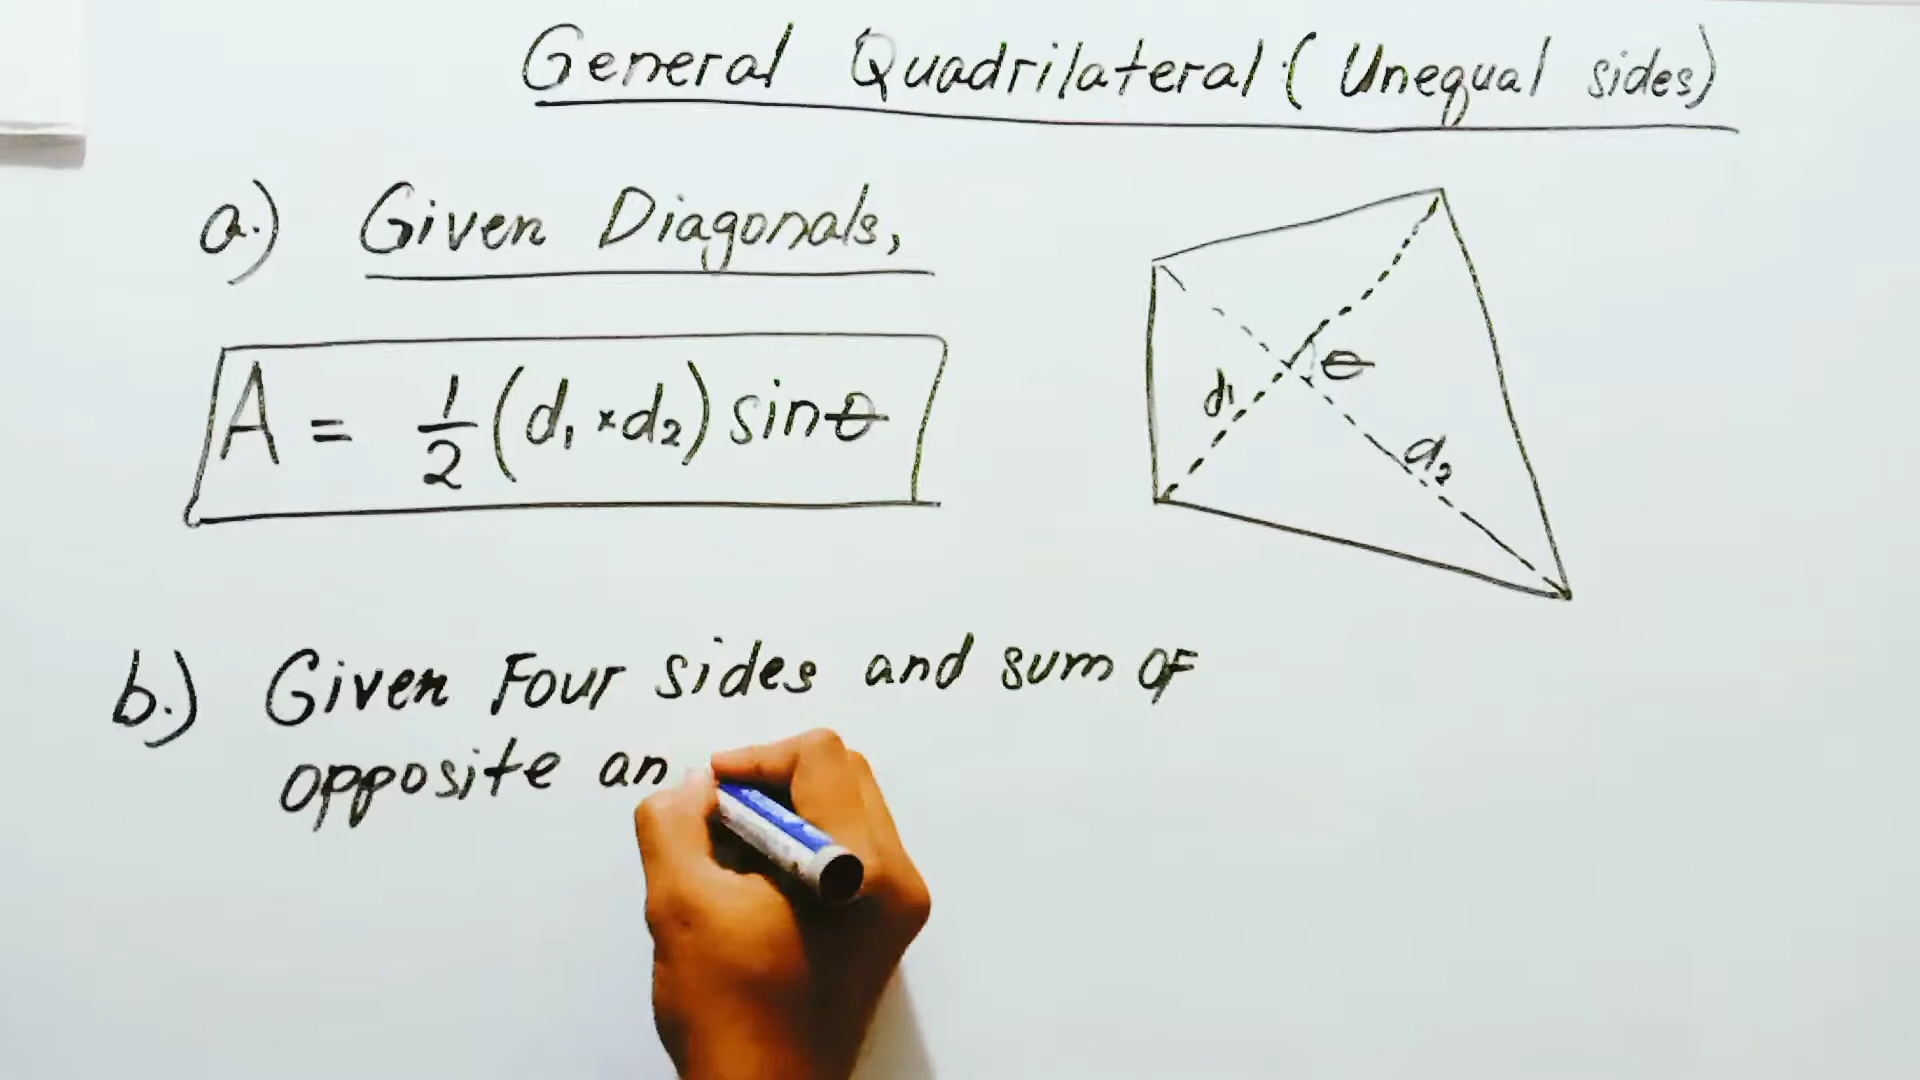 General Quadrilateral (Unequal sides)
a.) Given Diagonals,
A = 1/2 (d₁ × d₂) sin θ
d₁
θ
d₂
b.) Given Four sides and sum of
opposite an